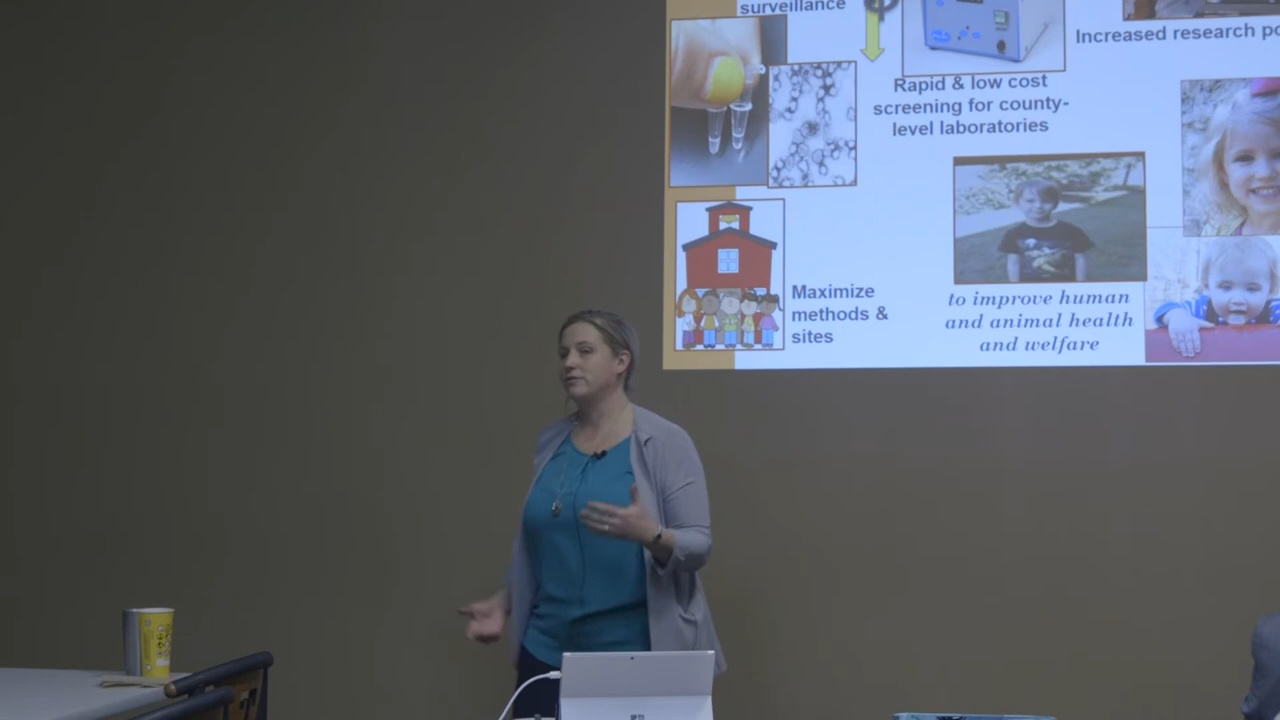 surveillance
Increased research
Rapid & low cost
screening for county-
level laboratories
Maximize
methods &
sites
to improve human
and animal health
and welfare